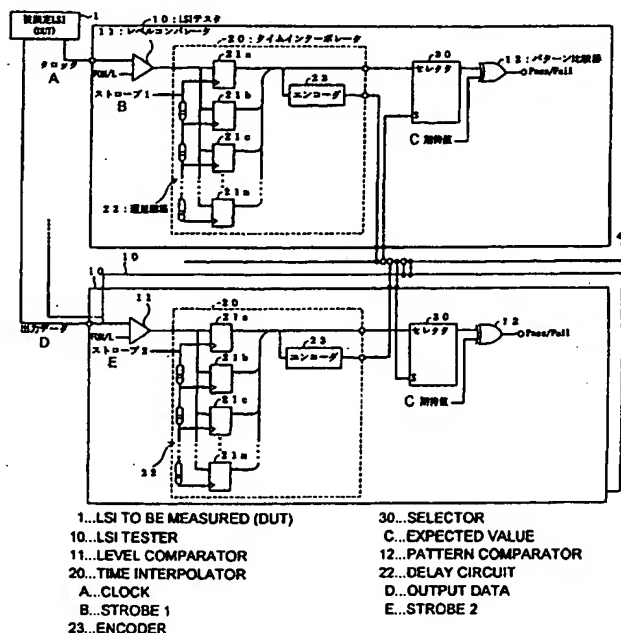 被測定LSI
(DUT)
1
10:LSIテスタ
11:レベルコンパレータ
20:タイムインターポレータ
21a
30
12:パターン比較器
クロック
A
VOH/L
セレクタ
Pass/Fail
ストローブ1
B
21b
23
エンコーダ
21c
S
C 期待値
22:遅延回路
21n
10
10
11
20
21a
30
12
出力データ
D
VOH/L
セレクタ
Pass/Fail
ストローブ2
E
21b
23
エンコーダ
21c
S
C 期待値
22
21n
1...LSI TO BE MEASURED (DUT)
10...LSI TESTER
11...LEVEL COMPARATOR
20...TIME INTERPOLATOR
A...CLOCK
B...STROBE 1
23...ENCODER
30...SELECTOR
C...EXPECTED VALUE
12...PATTERN COMPARATOR
22...DELAY CIRCUIT
D...OUTPUT DATA
E...STROBE 2